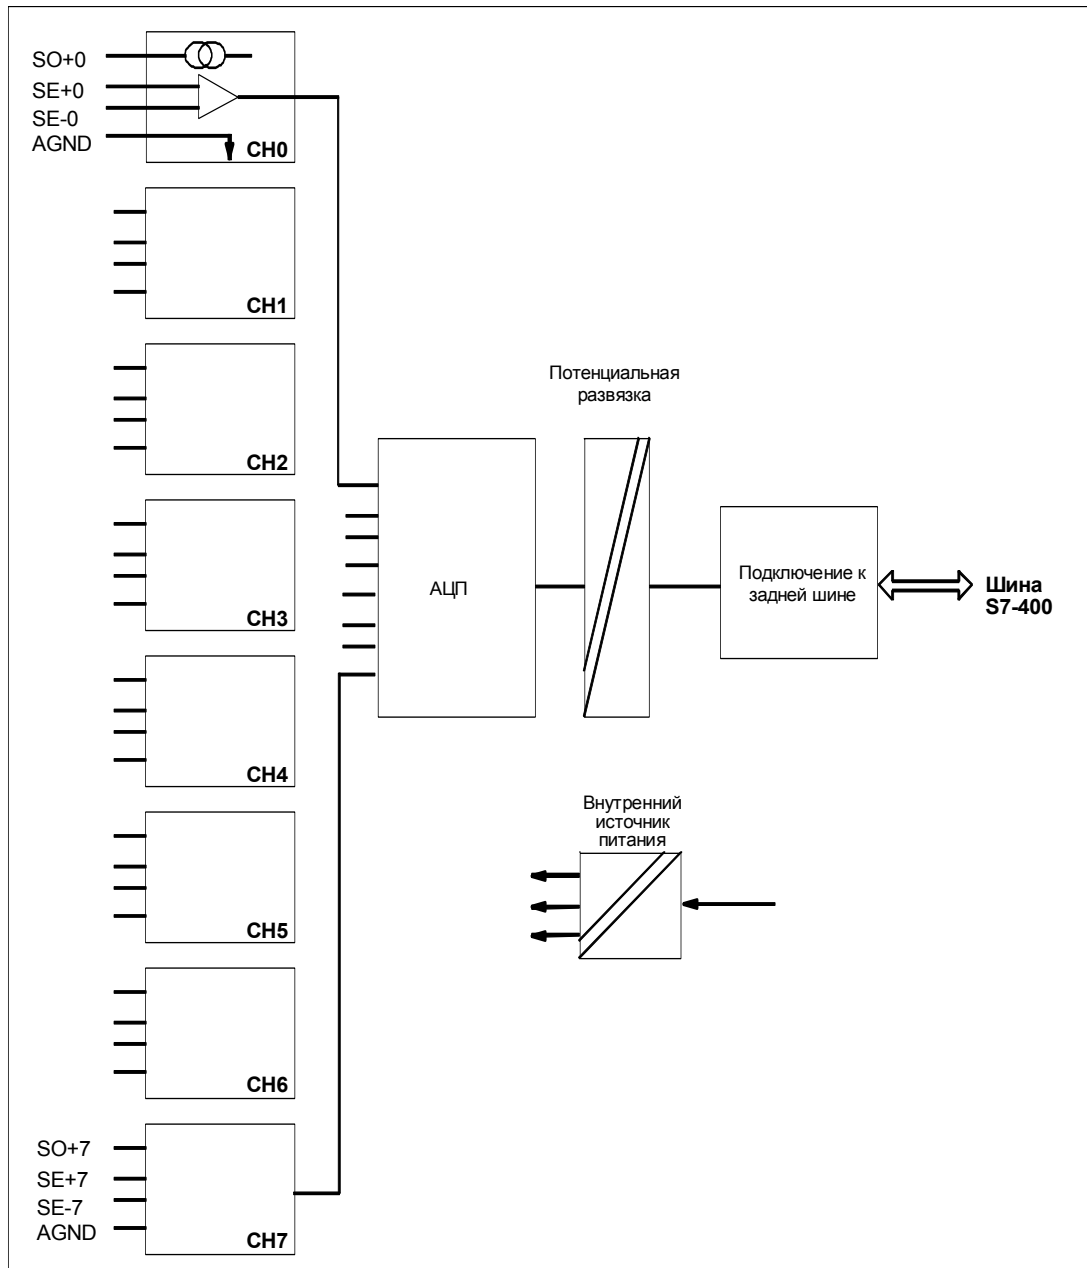 SO+0
SE+0
SE-0
AGND
CH0
CH1
CH2
Потенциальная
развязка
CH3
АЦП
Подключение к
задней шине
Шина
S7-400
CH4
Внутренний
источник
питания
CH5
CH6
SO+7
SE+7
SE-7
AGND
CH7